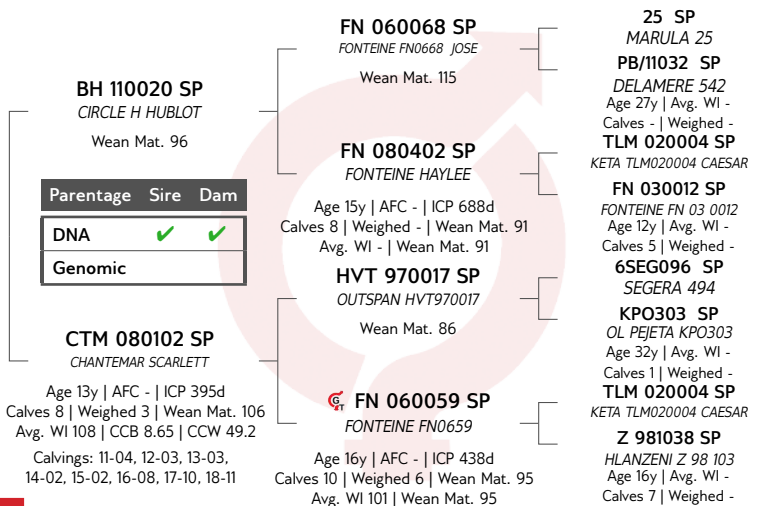 BH 110020 SP
CIRCLE H HUBLOT
Wean Mat. 96
Parentage Sire Dam
DNA ✔ ✔
Genomic
CTM 080102 SP
CHANTEMAR SCARLETT
Age 13y | AFC - | ICP 395d
Calves 8 | Weighed 3 | Wean Mat. 106
Avg. WI 108 | CCB 8.65 | CCW 49.2
Calvings: 11-04, 12-03, 13-03,
14-02, 15-02, 16-08, 17-10, 18-11
FN 060068 SP
FONTEINE FN0668 JOSE
Wean Mat. 115
FN 080402 SP
FONTEINE HAYLEE
Age 15y | AFC - | ICP 688d
Calves 8 | Weighed - | Wean Mat. 91
Avg. WI - | Wean Mat. 91
HVT 970017 SP
OUTSPAN HVT970017
Wean Mat. 86
GT FN 060059 SP
FONTEINE FN0659
Age 16y | AFC - | ICP 438d
Calves 10 | Weighed 6 | Wean Mat. 95
Avg. WI 101 | Wean Mat. 95
25 SP
MARULA 25
PB/11032 SP
DELAMERE 542
Age 27y | Avg. WI -
Calves - | Weighed -
TLM 020004 SP
KETA TLM020004 CAESAR
FN 030012 SP
FONTEINE FN 03 0012
Age 12y | Avg. WI -
Calves 5 | Weighed -
6SEG096 SP
SEGERA 494
KPO303 SP
OL PEJETA KPO303
Age 32y | Avg. WI -
Calves 1 | Weighed -
TLM 020004 SP
KETA TLM020004 CAESAR
Z 981038 SP
HLANZENI Z 98 103
Age 16y | Avg. WI -
Calves 7 | Weighed -